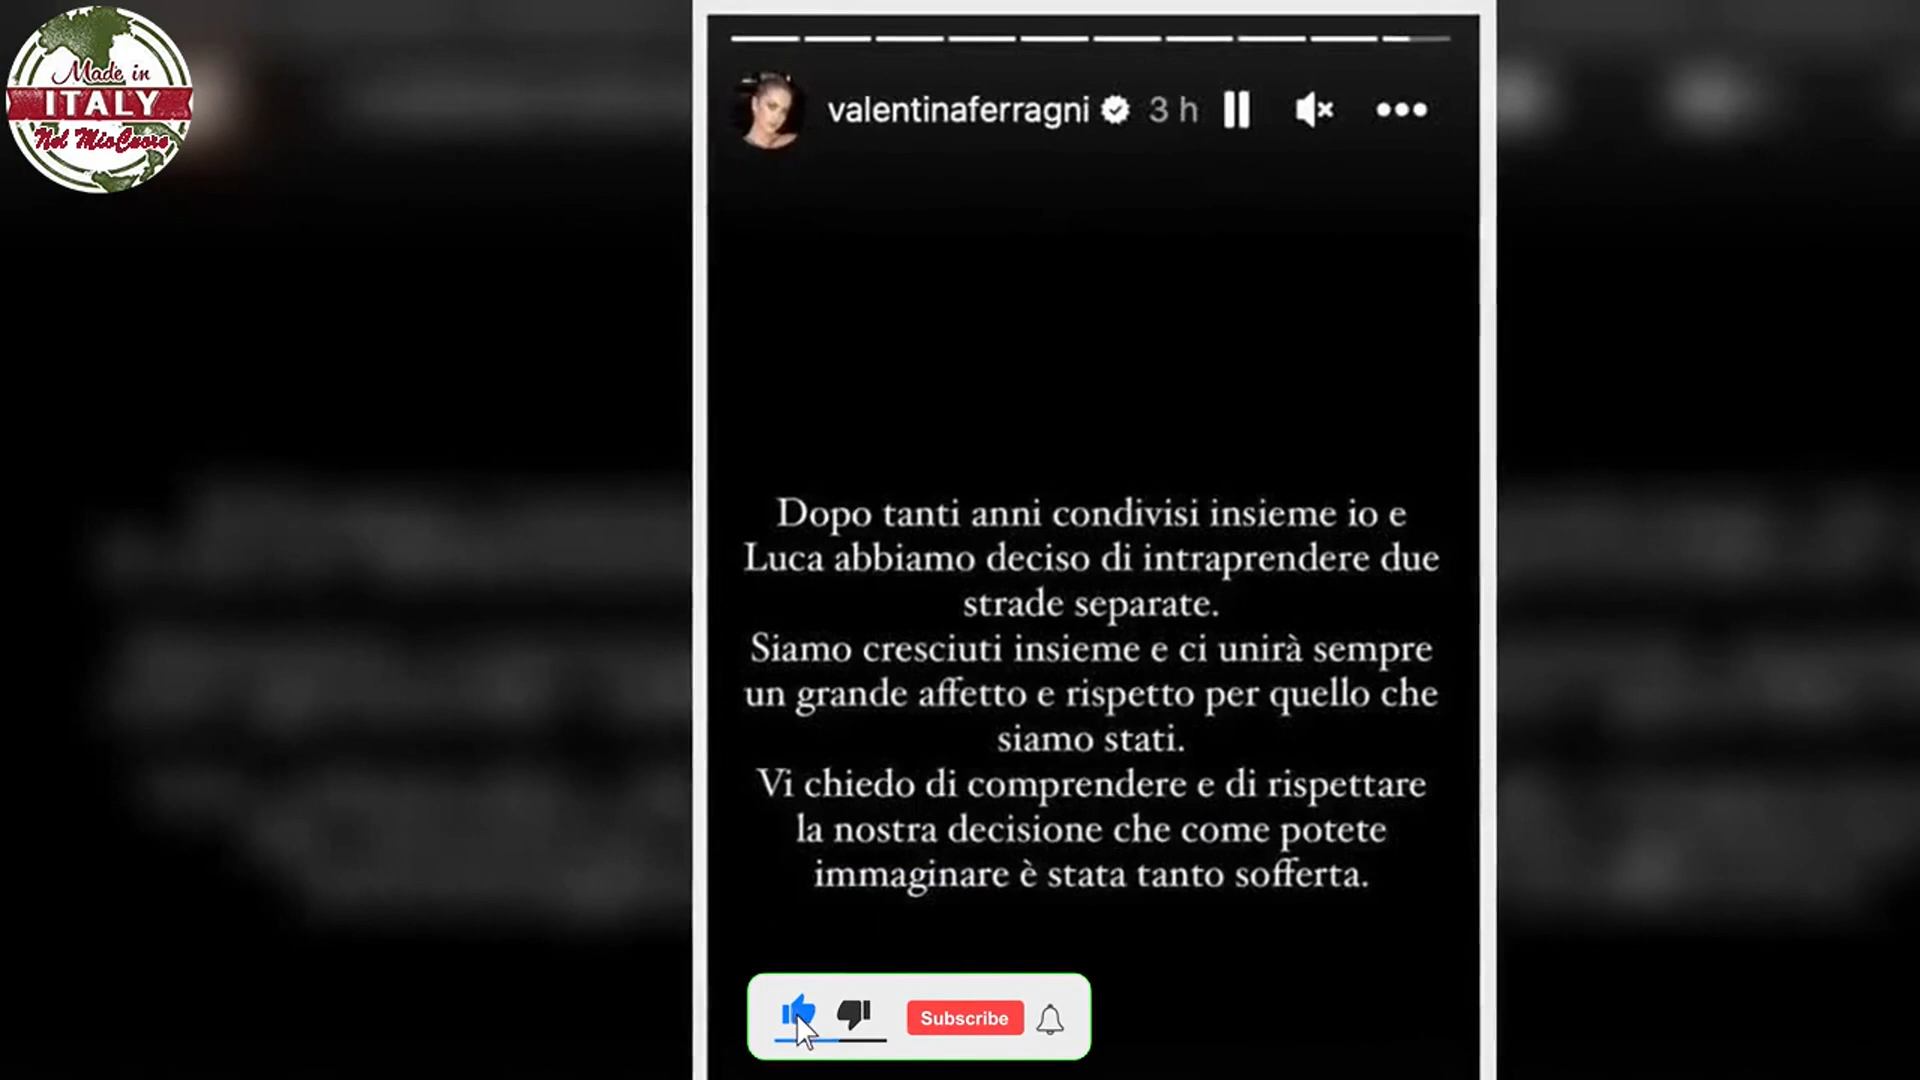 Made in
ITALY
Nel Mio Cuore
valentinaferragni 3 h
Dopo tanti anni condivisi insieme io e
Luca abbiamo deciso di intraprendere due
strade separate.
Siamo cresciuti insieme e ci unirà sempre
un grande affetto e rispetto per quello che
siamo stati.
Vi chiedo di comprendere e di rispettare
la nostra decisione che come potete
immaginare è stata tanto sofferta.
Subscribe